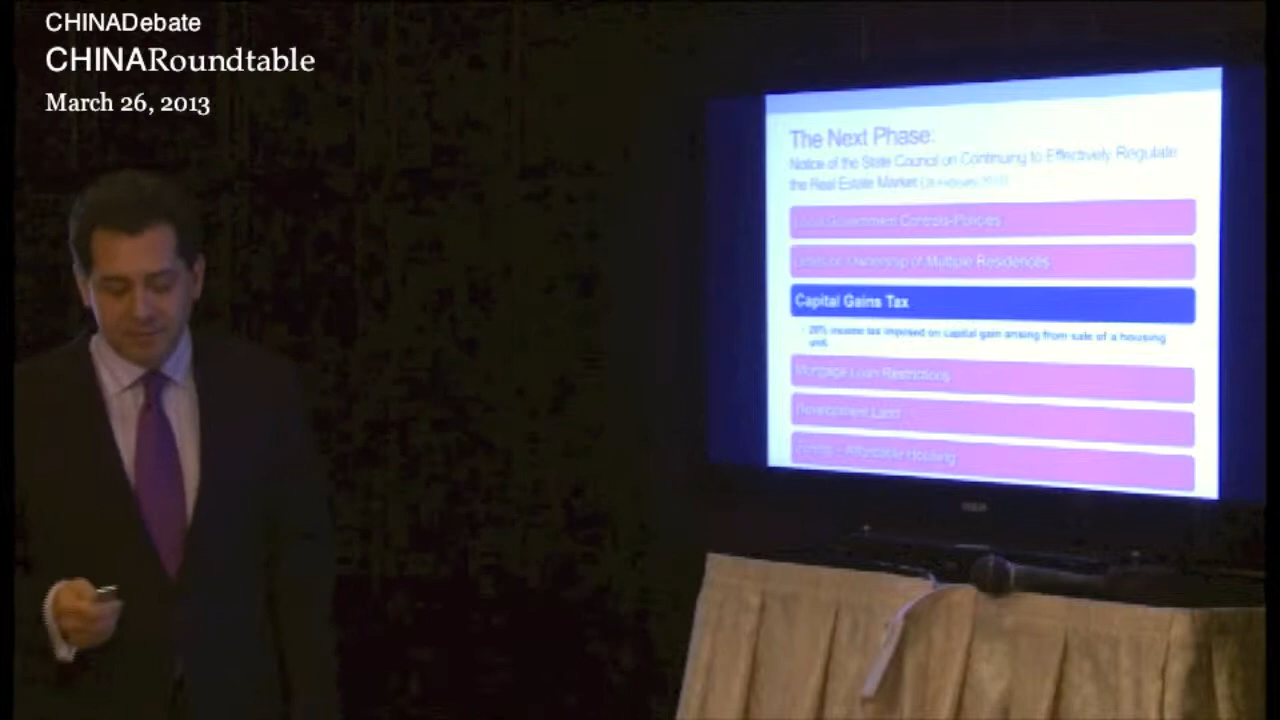 CHINADebate
CHINARoundtable
March 26, 2013
The Next Phase:
Notice of the State Council on Continuing to Effectively Regulate
the Real Estate Market
Local Government Controls-Policies
Limits on Ownership of Multiple Residences
Capital Gains Tax
20% income tax imposed on capital gain arising from sale of a housing
unit.
Mortgage Loan Restrictions
Development Land
Affordable Housing